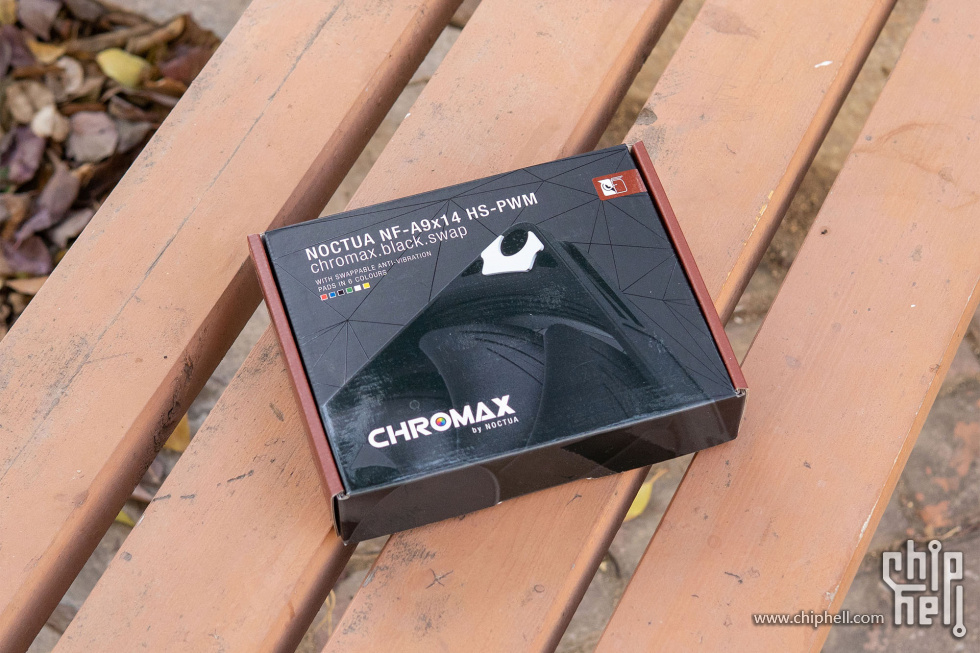 NOCTUA NF-A9x14 HS-PWM
chromax.black.swap
WITH SWAPPABLE ANTI-VIBRATION
PADS IN 6 COLOURS
CHROMAX
by NOCTUA
chip
hell
www.chiphell.com